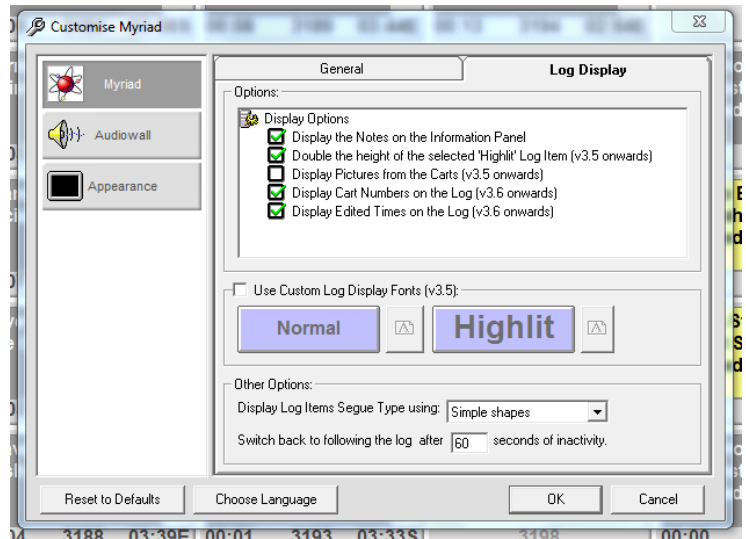 Customise Myriad
Myriad
Audiowall
Appearance
General
Log Display
Options:
Display Options
Display the Notes on the Information Panel
Double the height of the selected 'Highlit' Log Item (v3.5 onwards)
Display Pictures from the Carts (v3.5 onwards)
Display Cart Numbers on the Log (v3.6 onwards)
Display Edited Times on the Log (v3.6 onwards)
Use Custom Log Display Fonts (v3.5):
Normal
Highlit
Other Options:
Display Log Items Segue Type using: Simple shapes
Switch back to following the log after 60 seconds of inactivity.
Reset to Defaults
Choose Language
OK
Cancel
3188 03:39E 00:01 3193 03:33S 3198 00:00